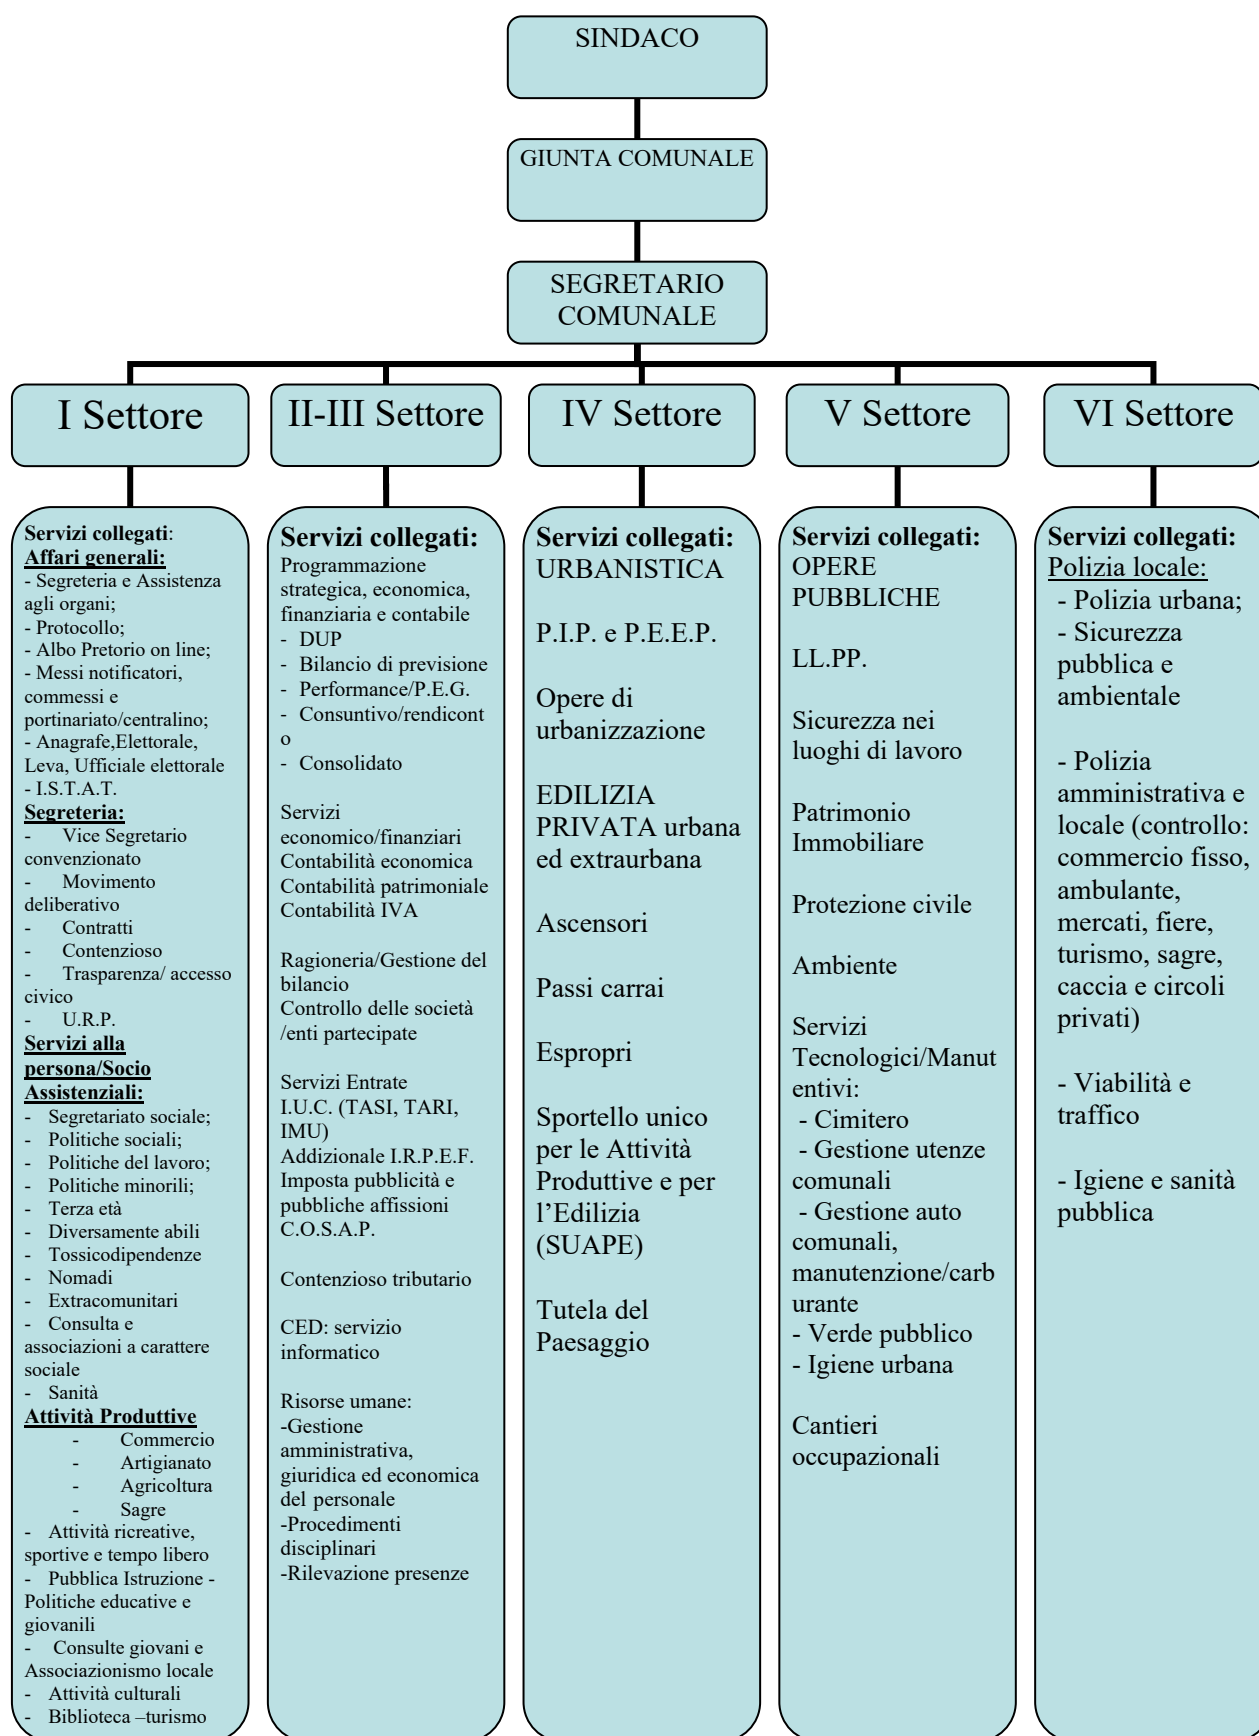 SINDACO
GIUNTA COMUNALE
SEGRETARIO
COMUNALE
I Settore
II-III Settore
IV Settore
V Settore
VI Settore
Servizi collegati:
Affari generali:
- Segreteria e Assistenza
agli organi;
- Protocollo;
- Albo Pretorio on line;
- Messi notificatori,
commessi e
portinariato/centralino;
- Anagrafe,Elettorale,
Leva, Ufficiale elettorale
- I.S.T.A.T.
Segreteria:
- Vice Segretario
convenzionato
- Movimento
deliberativo
- Contratti
- Contenzioso
- Trasparenza/ accesso
civico
- U.R.P.
Servizi alla
persona/Socio
Assistenziali:
- Segretariato sociale;
- Politiche sociali;
- Politiche del lavoro;
- Politiche minorili;
- Terza età
- Diversamente abili
- Tossicodipendenze
- Nomadi
- Extracomunitari
- Consulta e
associazioni a carattere
sociale
- Sanità
Attività Produttive
- Commercio
- Artigianato
- Agricoltura
- Sagre
- Attività ricreative,
sportive e tempo libero
- Pubblica Istruzione -
Politiche educative e
giovanili
- Consulte giovani e
Associazionismo locale
- Attività culturali
- Biblioteca –turismo
Servizi collegati:
Programmazione
strategica, economica,
finanziaria e contabile
- DUP
- Bilancio di previsione
- Performance/P.E.G.
- Consuntivo/rendicont
o
- Consolidato
Servizi
economico/finanziari
Contabilità economica
Contabilità patrimoniale
Contabilità IVA
Ragioneria/Gestione del
bilancio
Controllo delle società
/enti partecipate
Servizi Entrate
I.U.C. (TASI, TARI,
IMU)
Addizionale I.R.P.E.F.
Imposta pubblicità e
pubbliche affissioni
C.O.S.A.P.
Contenzioso tributario
CED: servizio
informatico
Risorse umane:
-Gestione
amministrativa,
giuridica ed economica
del personale
-Procedimenti
disciplinari
-Rilevazione presenze
Servizi collegati:
URBANISTICA
P.I.P. e P.E.E.P.
Opere di
urbanizzazione
EDILIZIA
PRIVATA urbana
ed extraurbana
Ascensori
Passi carrai
Espropri
Sportello unico
per le Attività
Produttive e per
l’Edilizia
(SUAPE)
Tutela del
Paesaggio
Servizi collegati:
OPERE
PUBBLICHE
LL.PP.
Sicurezza nei
luoghi di lavoro
Patrimonio
Immobiliare
Protezione civile
Ambiente
Servizi
Tecnologici/Manut
entivi:
- Cimitero
- Gestione utenze
comunali
- Gestione auto
comunali,
manutenzione/carb
urante
- Verde pubblico
- Igiene urbana
Cantieri
occupazionali
Servizi collegati:
Polizia locale:
- Polizia urbana;
- Sicurezza
pubblica e
ambientale
- Polizia
amministrativa e
locale (controllo:
commercio fisso,
ambulante,
mercati, fiere,
turismo, sagre,
caccia e circoli
privati)
- Viabilità e
traffico
- Igiene e sanità
pubblica